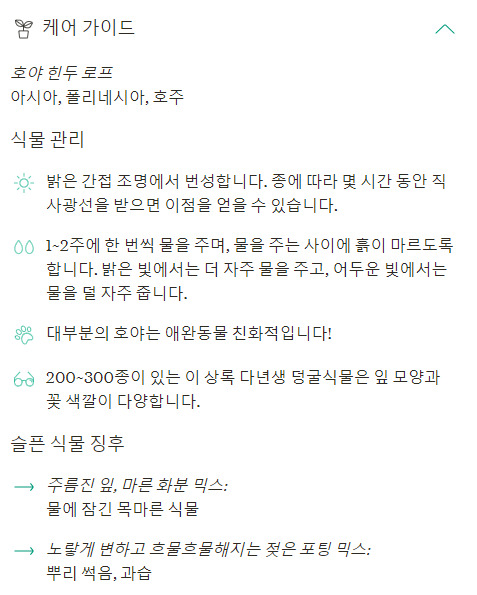 케어 가이드
호야 힌두 로프
아시아, 폴리네시아, 호주
식물 관리
밝은 간접 조명에서 번성합니다. 종에 따라 몇 시간 동안 직
사광선을 받으면 이점을 얻을 수 있습니다.
1~2주에 한 번씩 물을 주며, 물을 주는 사이에 흙이 마르도록
합니다. 밝은 빛에서는 더 자주 물을 주고, 어두운 빛에서는
물을 덜 자주 줍니다.
대부분의 호야는 애완동물 친화적입니다!
200~300종이 있는 이 상록 다년생 덩굴식물은 잎 모양과
꽃 색깔이 다양합니다.
슬픈 식물 징후
주름진 잎, 마른 화분 믹스:
물에 잠긴 목마른 식물
노랗게 변하고 흐물흐물해지는 젖은 포팅 믹스:
뿌리 썩음, 과습